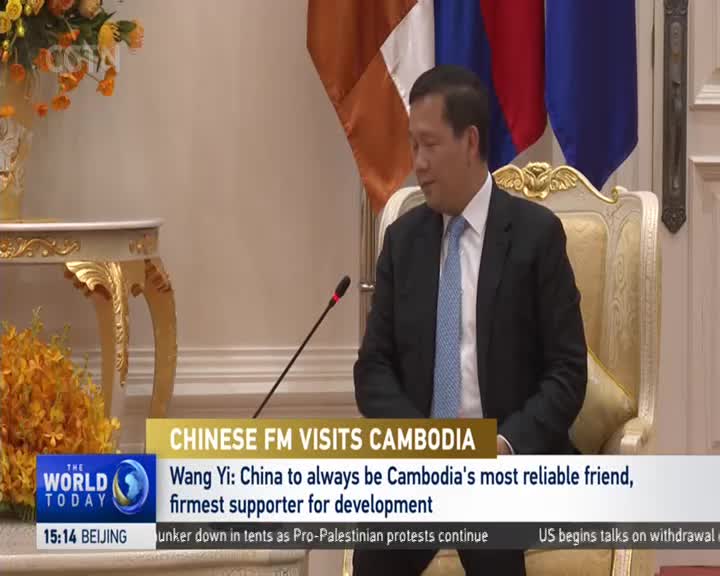 CGTN
CHINESE FM VISITS CAMBODIA
Wang Yi: China to always be Cambodia's most reliable friend,
firmest supporter for development
THE
WORLD
TODAY
15:14 BEIJING
unker down in tents as Pro-Palestinian protests continue US begins talks on withdrawal